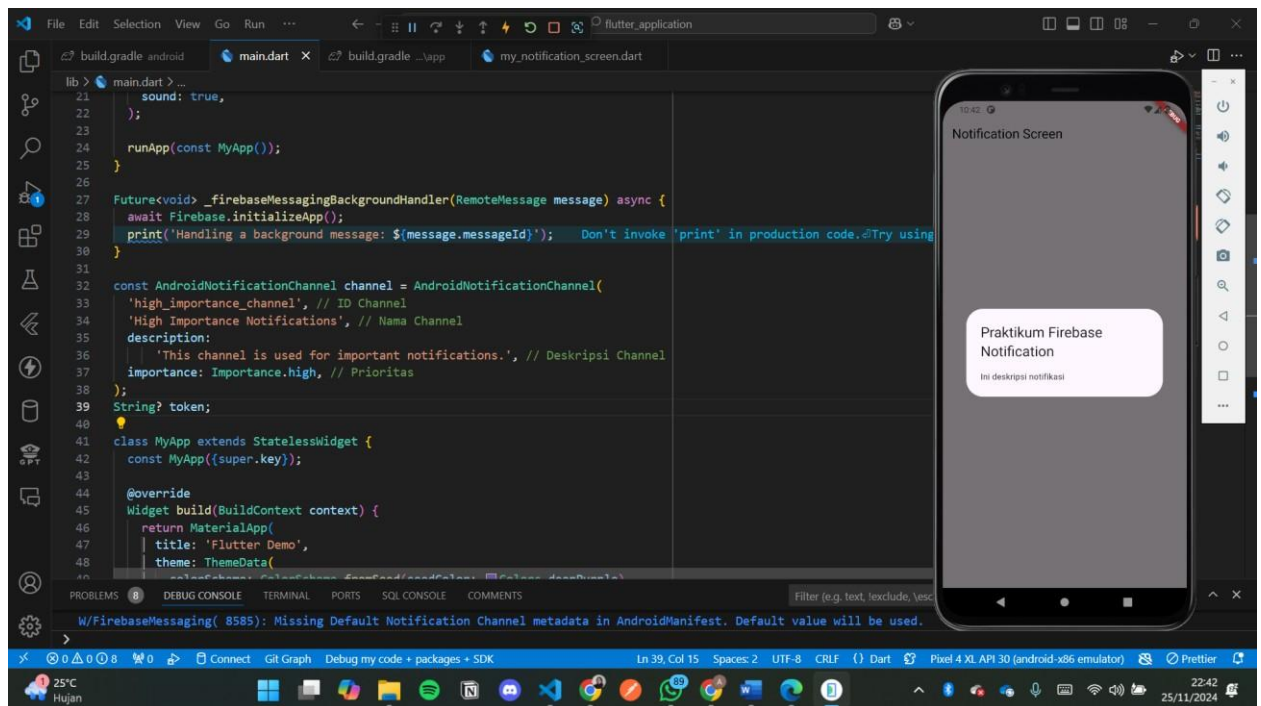 File Edit Selection View Go Run ··· flutter_application
build.gradle android main.dart build.gradle ...\app my_notification_screen.dart
lib > main.dart > ...
21 sound: true,
22 );
23
24 runApp(const MyApp());
25 }
26
27 Future<void> _firebaseMessagingBackgroundHandler(RemoteMessage message) async {
28 await Firebase.initializeApp();
29 print('Handling a background message: ${message.messageId}'); Don't invoke 'print' in production code.⏎Try using
30 }
31
32 const AndroidNotificationChannel channel = AndroidNotificationChannel(
33 'high_importance_channel', // ID Channel
34 'High Importance Notifications', // Nama Channel
35 description:
36 'This channel is used for important notifications.', // Deskripsi Channel
37 importance: Importance.high, // Prioritas
38 );
39 String? token;
40
41 class MyApp extends StatelessWidget {
42 const MyApp({super.key});
43
44 @override
45 Widget build(BuildContext context) {
46 return MaterialApp(
47 title: 'Flutter Demo',
48 theme: ThemeData(
10:42
Notification Screen
Praktikum Firebase
Notification
Ini deskripsi notifikasi
PROBLEMS 8 DEBUG CONSOLE TERMINAL PORTS SQL CONSOLE COMMENTS Filter (e.g. text, !exclude, \esc
W/FirebaseMessaging( 8585): Missing Default Notification Channel metadata in AndroidManifest. Default value will be used.
>
0 0 8 0 Connect Git Graph Debug my code + packages + SDK Ln 39, Col 15 Spaces: 2 UTF-8 CRLF {} Dart Pixel 4 XL API 30 (android-x86 emulator) Prettier
1 25°C 89 22:42
Hujan 25/11/2024
GPT
1